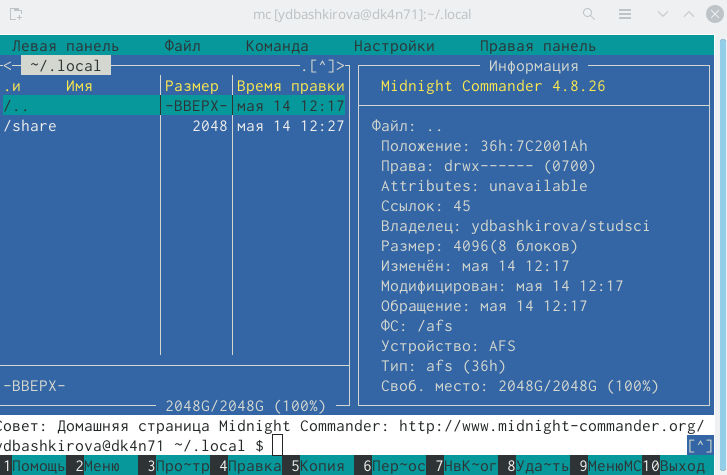 mc [ydbashkirova@dk4n71]:~/.local
Левая панель Файл Команда Настройки Правая панель
<─ ~/.local .[^]>
.и Имя Размер Время правки
/.. -ВВЕРХ- мая 14 12:17
/share 2048 мая 14 12:27
-ВВЕРХ-
2048G/2048G (100%)
Информация
Midnight Commander 4.8.26
Файл: ..
Положение: 36h:7C2001Ah
Права: drwx------ (0700)
Attributes: unavailable
Ссылок: 45
Владелец: ydbashkirova/studsci
Размер: 4096(8 блоков)
Изменён: мая 14 12:17
Модифицирован: мая 14 12:17
Обращение: мая 14 12:17
ФС: /afs
Устройство: AFS
Тип: afs (36h)
Своб. место: 2048G/2048G (100%)
Совет: Домашняя страница Midnight Commander: http://www.midnight-commander.org/
ydbashkirova@dk4n71 ~/.local $ [^]
1Помощь 2Меню 3Про~тр 4Правка 5Копия 6Пер~ос 7НвК~ог 8Уда~ть 9МенюMC 10Выход